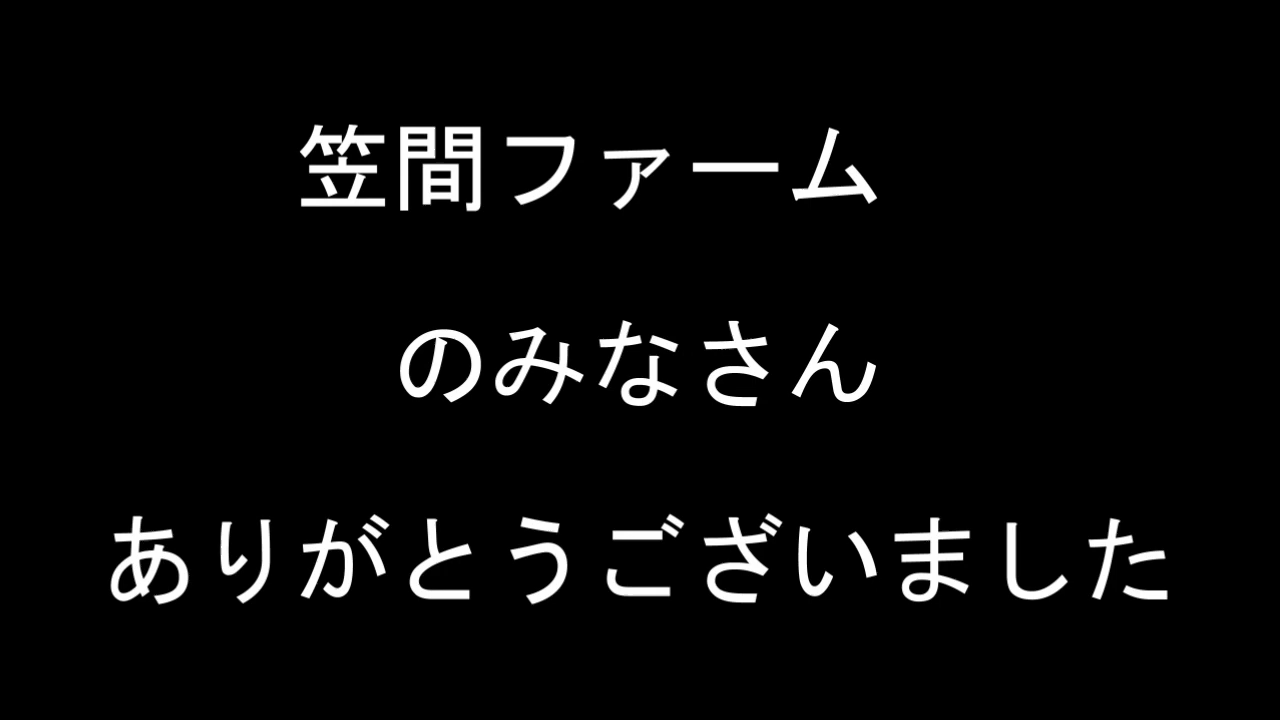 笠間ファーム
のみなさん
ありがとうございました